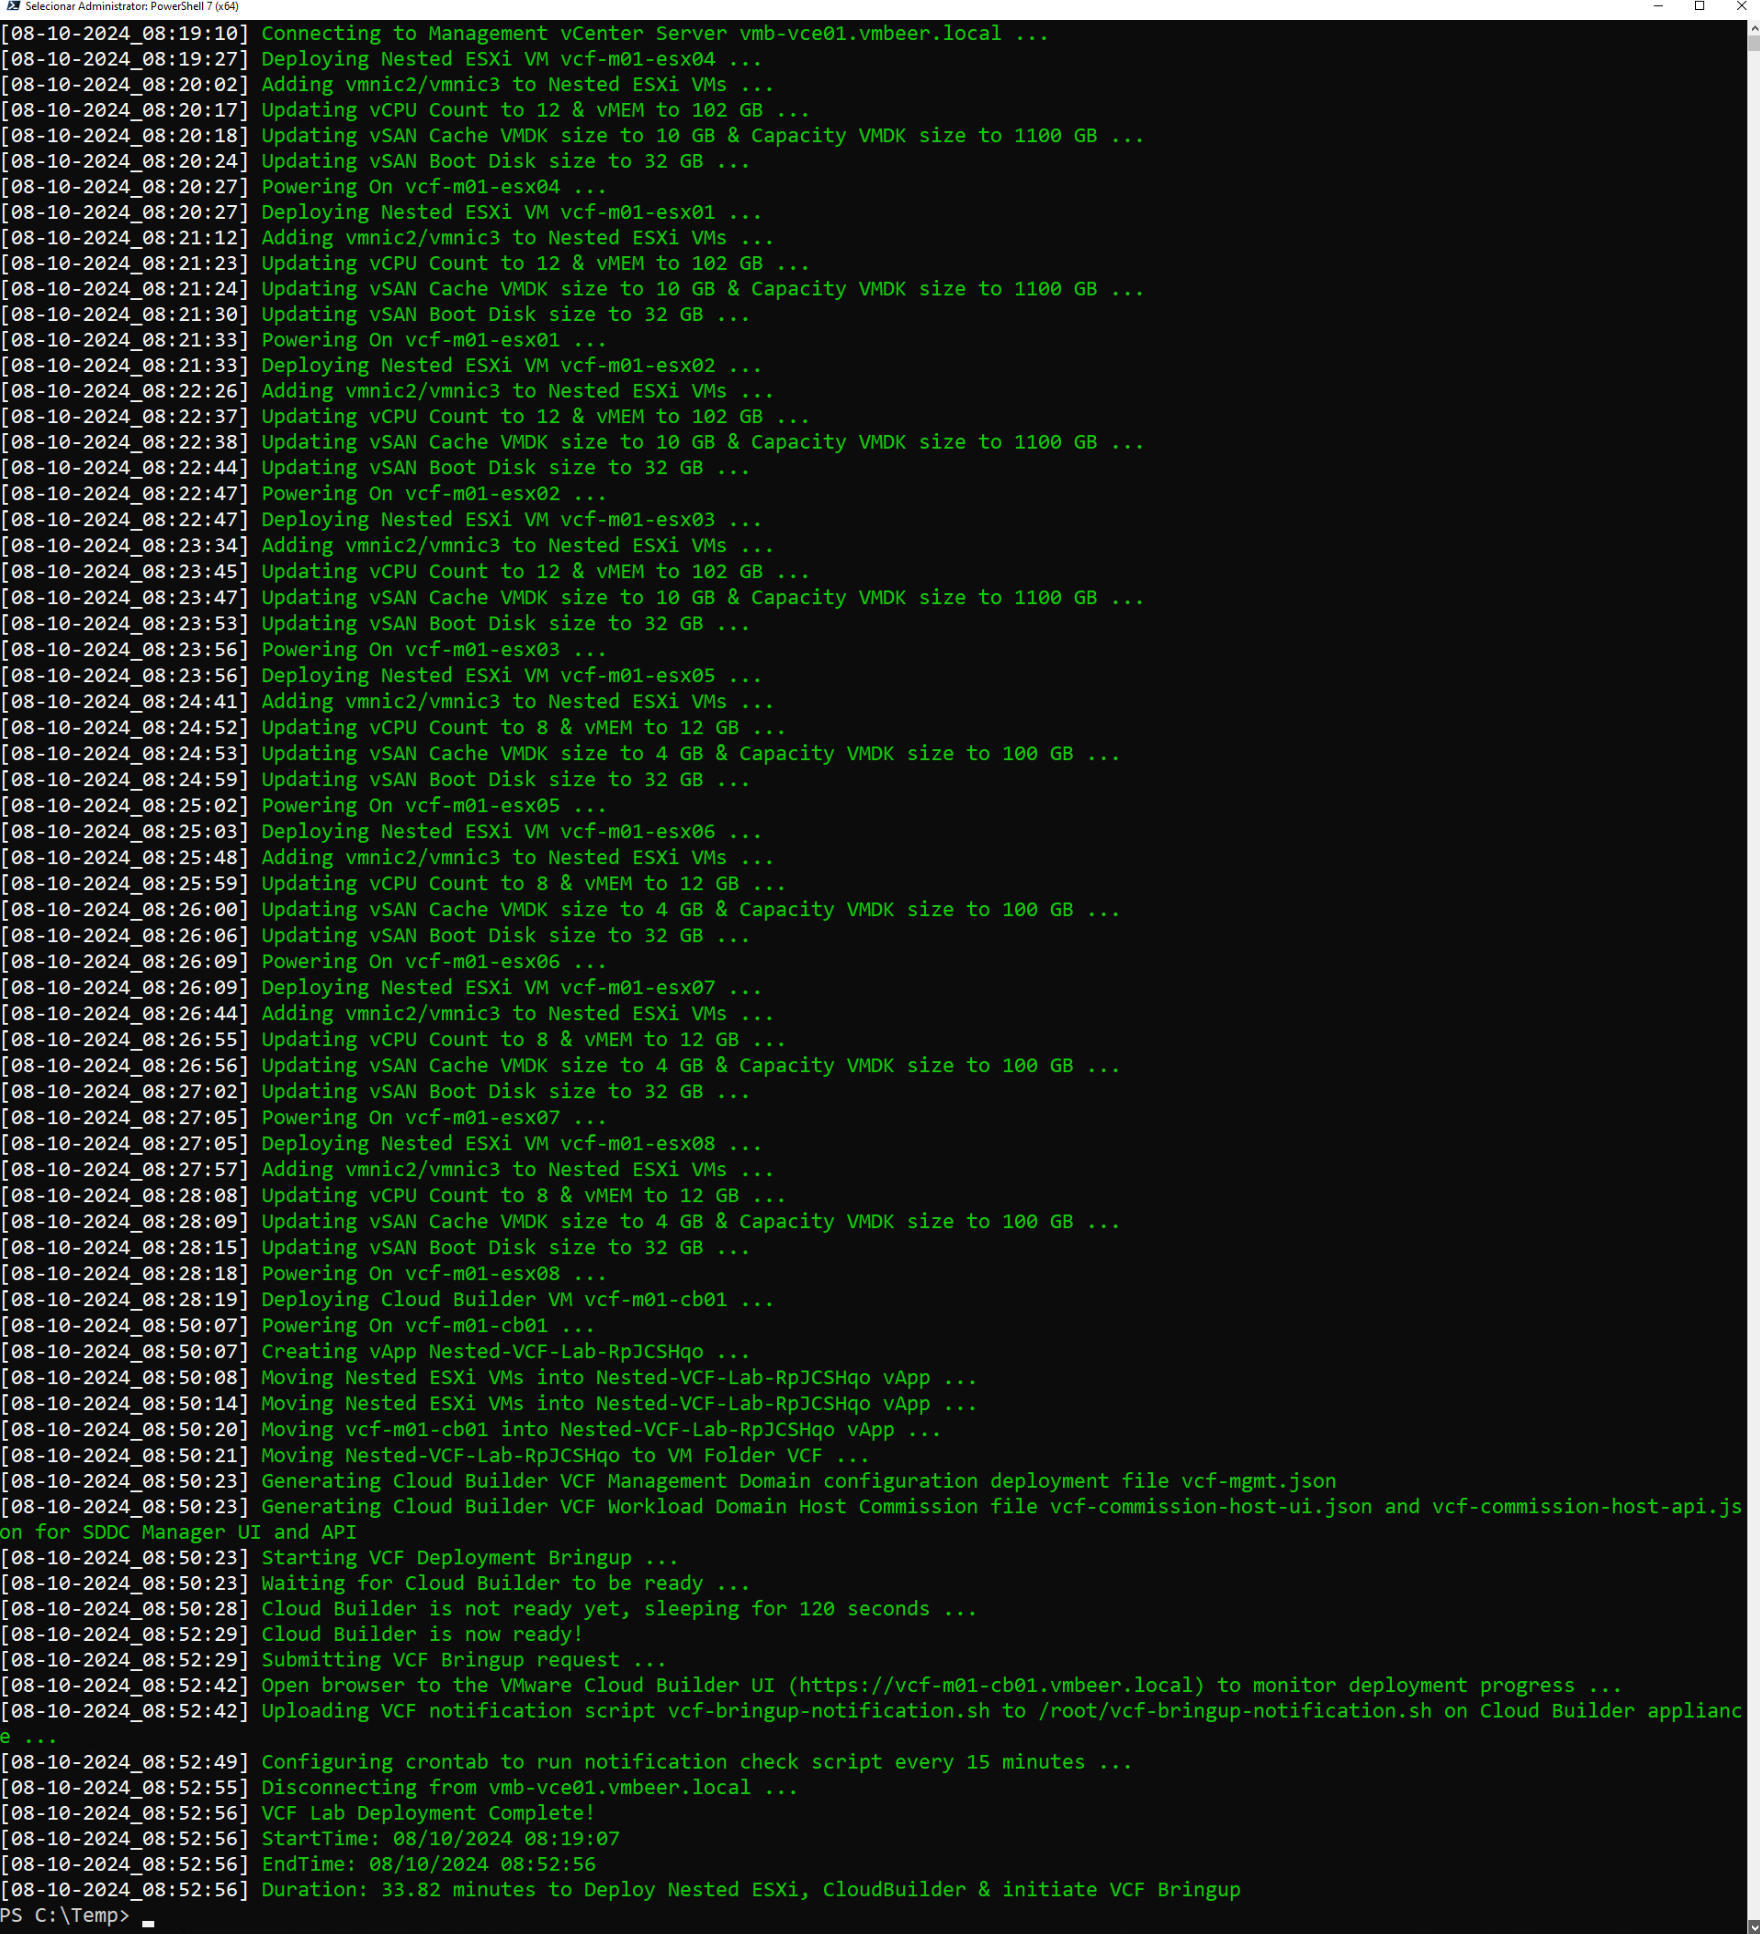 Selecionar Administrator: PowerShell 7 (x64)
[08-10-2024_08:19:10] Connecting to Management vCenter Server vmb-vce01.vmbeer.local ...
[08-10-2024_08:19:27] Deploying Nested ESXi VM vcf-m01-esx04 ...
[08-10-2024_08:20:02] Adding vmnic2/vmnic3 to Nested ESXi VMs ...
[08-10-2024_08:20:17] Updating vCPU Count to 12 & vMEM to 102 GB ...
[08-10-2024_08:20:18] Updating vSAN Cache VMDK size to 10 GB & Capacity VMDK size to 1100 GB ...
[08-10-2024_08:20:24] Updating vSAN Boot Disk size to 32 GB ...
[08-10-2024_08:20:27] Powering On vcf-m01-esx04 ...
[08-10-2024_08:20:27] Deploying Nested ESXi VM vcf-m01-esx01 ...
[08-10-2024_08:21:12] Adding vmnic2/vmnic3 to Nested ESXi VMs ...
[08-10-2024_08:21:23] Updating vCPU Count to 12 & vMEM to 102 GB ...
[08-10-2024_08:21:24] Updating vSAN Cache VMDK size to 10 GB & Capacity VMDK size to 1100 GB ...
[08-10-2024_08:21:30] Updating vSAN Boot Disk size to 32 GB ...
[08-10-2024_08:21:33] Powering On vcf-m01-esx01 ...
[08-10-2024_08:21:33] Deploying Nested ESXi VM vcf-m01-esx02 ...
[08-10-2024_08:22:26] Adding vmnic2/vmnic3 to Nested ESXi VMs ...
[08-10-2024_08:22:37] Updating vCPU Count to 12 & vMEM to 102 GB ...
[08-10-2024_08:22:38] Updating vSAN Cache VMDK size to 10 GB & Capacity VMDK size to 1100 GB ...
[08-10-2024_08:22:44] Updating vSAN Boot Disk size to 32 GB ...
[08-10-2024_08:22:47] Powering On vcf-m01-esx02 ...
[08-10-2024_08:22:47] Deploying Nested ESXi VM vcf-m01-esx03 ...
[08-10-2024_08:23:34] Adding vmnic2/vmnic3 to Nested ESXi VMs ...
[08-10-2024_08:23:45] Updating vCPU Count to 12 & vMEM to 102 GB ...
[08-10-2024_08:23:47] Updating vSAN Cache VMDK size to 10 GB & Capacity VMDK size to 1100 GB ...
[08-10-2024_08:23:53] Updating vSAN Boot Disk size to 32 GB ...
[08-10-2024_08:23:56] Powering On vcf-m01-esx03 ...
[08-10-2024_08:23:56] Deploying Nested ESXi VM vcf-m01-esx05 ...
[08-10-2024_08:24:41] Adding vmnic2/vmnic3 to Nested ESXi VMs ...
[08-10-2024_08:24:52] Updating vCPU Count to 8 & vMEM to 12 GB ...
[08-10-2024_08:24:53] Updating vSAN Cache VMDK size to 4 GB & Capacity VMDK size to 100 GB ...
[08-10-2024_08:24:59] Updating vSAN Boot Disk size to 32 GB ...
[08-10-2024_08:25:02] Powering On vcf-m01-esx05 ...
[08-10-2024_08:25:03] Deploying Nested ESXi VM vcf-m01-esx06 ...
[08-10-2024_08:25:48] Adding vmnic2/vmnic3 to Nested ESXi VMs ...
[08-10-2024_08:25:59] Updating vCPU Count to 8 & vMEM to 12 GB ...
[08-10-2024_08:26:00] Updating vSAN Cache VMDK size to 4 GB & Capacity VMDK size to 100 GB ...
[08-10-2024_08:26:06] Updating vSAN Boot Disk size to 32 GB ...
[08-10-2024_08:26:09] Powering On vcf-m01-esx06 ...
[08-10-2024_08:26:09] Deploying Nested ESXi VM vcf-m01-esx07 ...
[08-10-2024_08:26:44] Adding vmnic2/vmnic3 to Nested ESXi VMs ...
[08-10-2024_08:26:55] Updating vCPU Count to 8 & vMEM to 12 GB ...
[08-10-2024_08:26:56] Updating vSAN Cache VMDK size to 4 GB & Capacity VMDK size to 100 GB ...
[08-10-2024_08:27:02] Updating vSAN Boot Disk size to 32 GB ...
[08-10-2024_08:27:05] Powering On vcf-m01-esx07 ...
[08-10-2024_08:27:05] Deploying Nested ESXi VM vcf-m01-esx08 ...
[08-10-2024_08:27:57] Adding vmnic2/vmnic3 to Nested ESXi VMs ...
[08-10-2024_08:28:08] Updating vCPU Count to 8 & vMEM to 12 GB ...
[08-10-2024_08:28:09] Updating vSAN Cache VMDK size to 4 GB & Capacity VMDK size to 100 GB ...
[08-10-2024_08:28:15] Updating vSAN Boot Disk size to 32 GB ...
[08-10-2024_08:28:18] Powering On vcf-m01-esx08 ...
[08-10-2024_08:28:19] Deploying Cloud Builder VM vcf-m01-cb01 ...
[08-10-2024_08:50:07] Powering On vcf-m01-cb01 ...
[08-10-2024_08:50:07] Creating vApp Nested-VCF-Lab-RpJCSHqo ...
[08-10-2024_08:50:08] Moving Nested ESXi VMs into Nested-VCF-Lab-RpJCSHqo vApp ...
[08-10-2024_08:50:14] Moving Nested ESXi VMs into Nested-VCF-Lab-RpJCSHqo vApp ...
[08-10-2024_08:50:20] Moving vcf-m01-cb01 into Nested-VCF-Lab-RpJCSHqo vApp ...
[08-10-2024_08:50:21] Moving Nested-VCF-Lab-RpJCSHqo to VM Folder VCF ...
[08-10-2024_08:50:23] Generating Cloud Builder VCF Management Domain configuration deployment file vcf-mgmt.json
[08-10-2024_08:50:23] Generating Cloud Builder VCF Workload Domain Host Commission file vcf-commission-host-ui.json and vcf-commission-host-api.js
on for SDDC Manager UI and API
[08-10-2024_08:50:23] Starting VCF Deployment Bringup ...
[08-10-2024_08:50:23] Waiting for Cloud Builder to be ready ...
[08-10-2024_08:50:28] Cloud Builder is not ready yet, sleeping for 120 seconds ...
[08-10-2024_08:52:29] Cloud Builder is now ready!
[08-10-2024_08:52:29] Submitting VCF Bringup request ...
[08-10-2024_08:52:42] Open browser to the VMware Cloud Builder UI (https://vcf-m01-cb01.vmbeer.local) to monitor deployment progress ...
[08-10-2024_08:52:42] Uploading VCF notification script vcf-bringup-notification.sh to /root/vcf-bringup-notification.sh on Cloud Builder applianc
e ...
[08-10-2024_08:52:49] Configuring crontab to run notification check script every 15 minutes ...
[08-10-2024_08:52:55] Disconnecting from vmb-vce01.vmbeer.local ...
[08-10-2024_08:52:56] VCF Lab Deployment Complete!
[08-10-2024_08:52:56] StartTime: 08/10/2024 08:19:07
[08-10-2024_08:52:56] EndTime: 08/10/2024 08:52:56
[08-10-2024_08:52:56] Duration: 33.82 minutes to Deploy Nested ESXi, CloudBuilder & initiate VCF Bringup
PS C:\Temp>